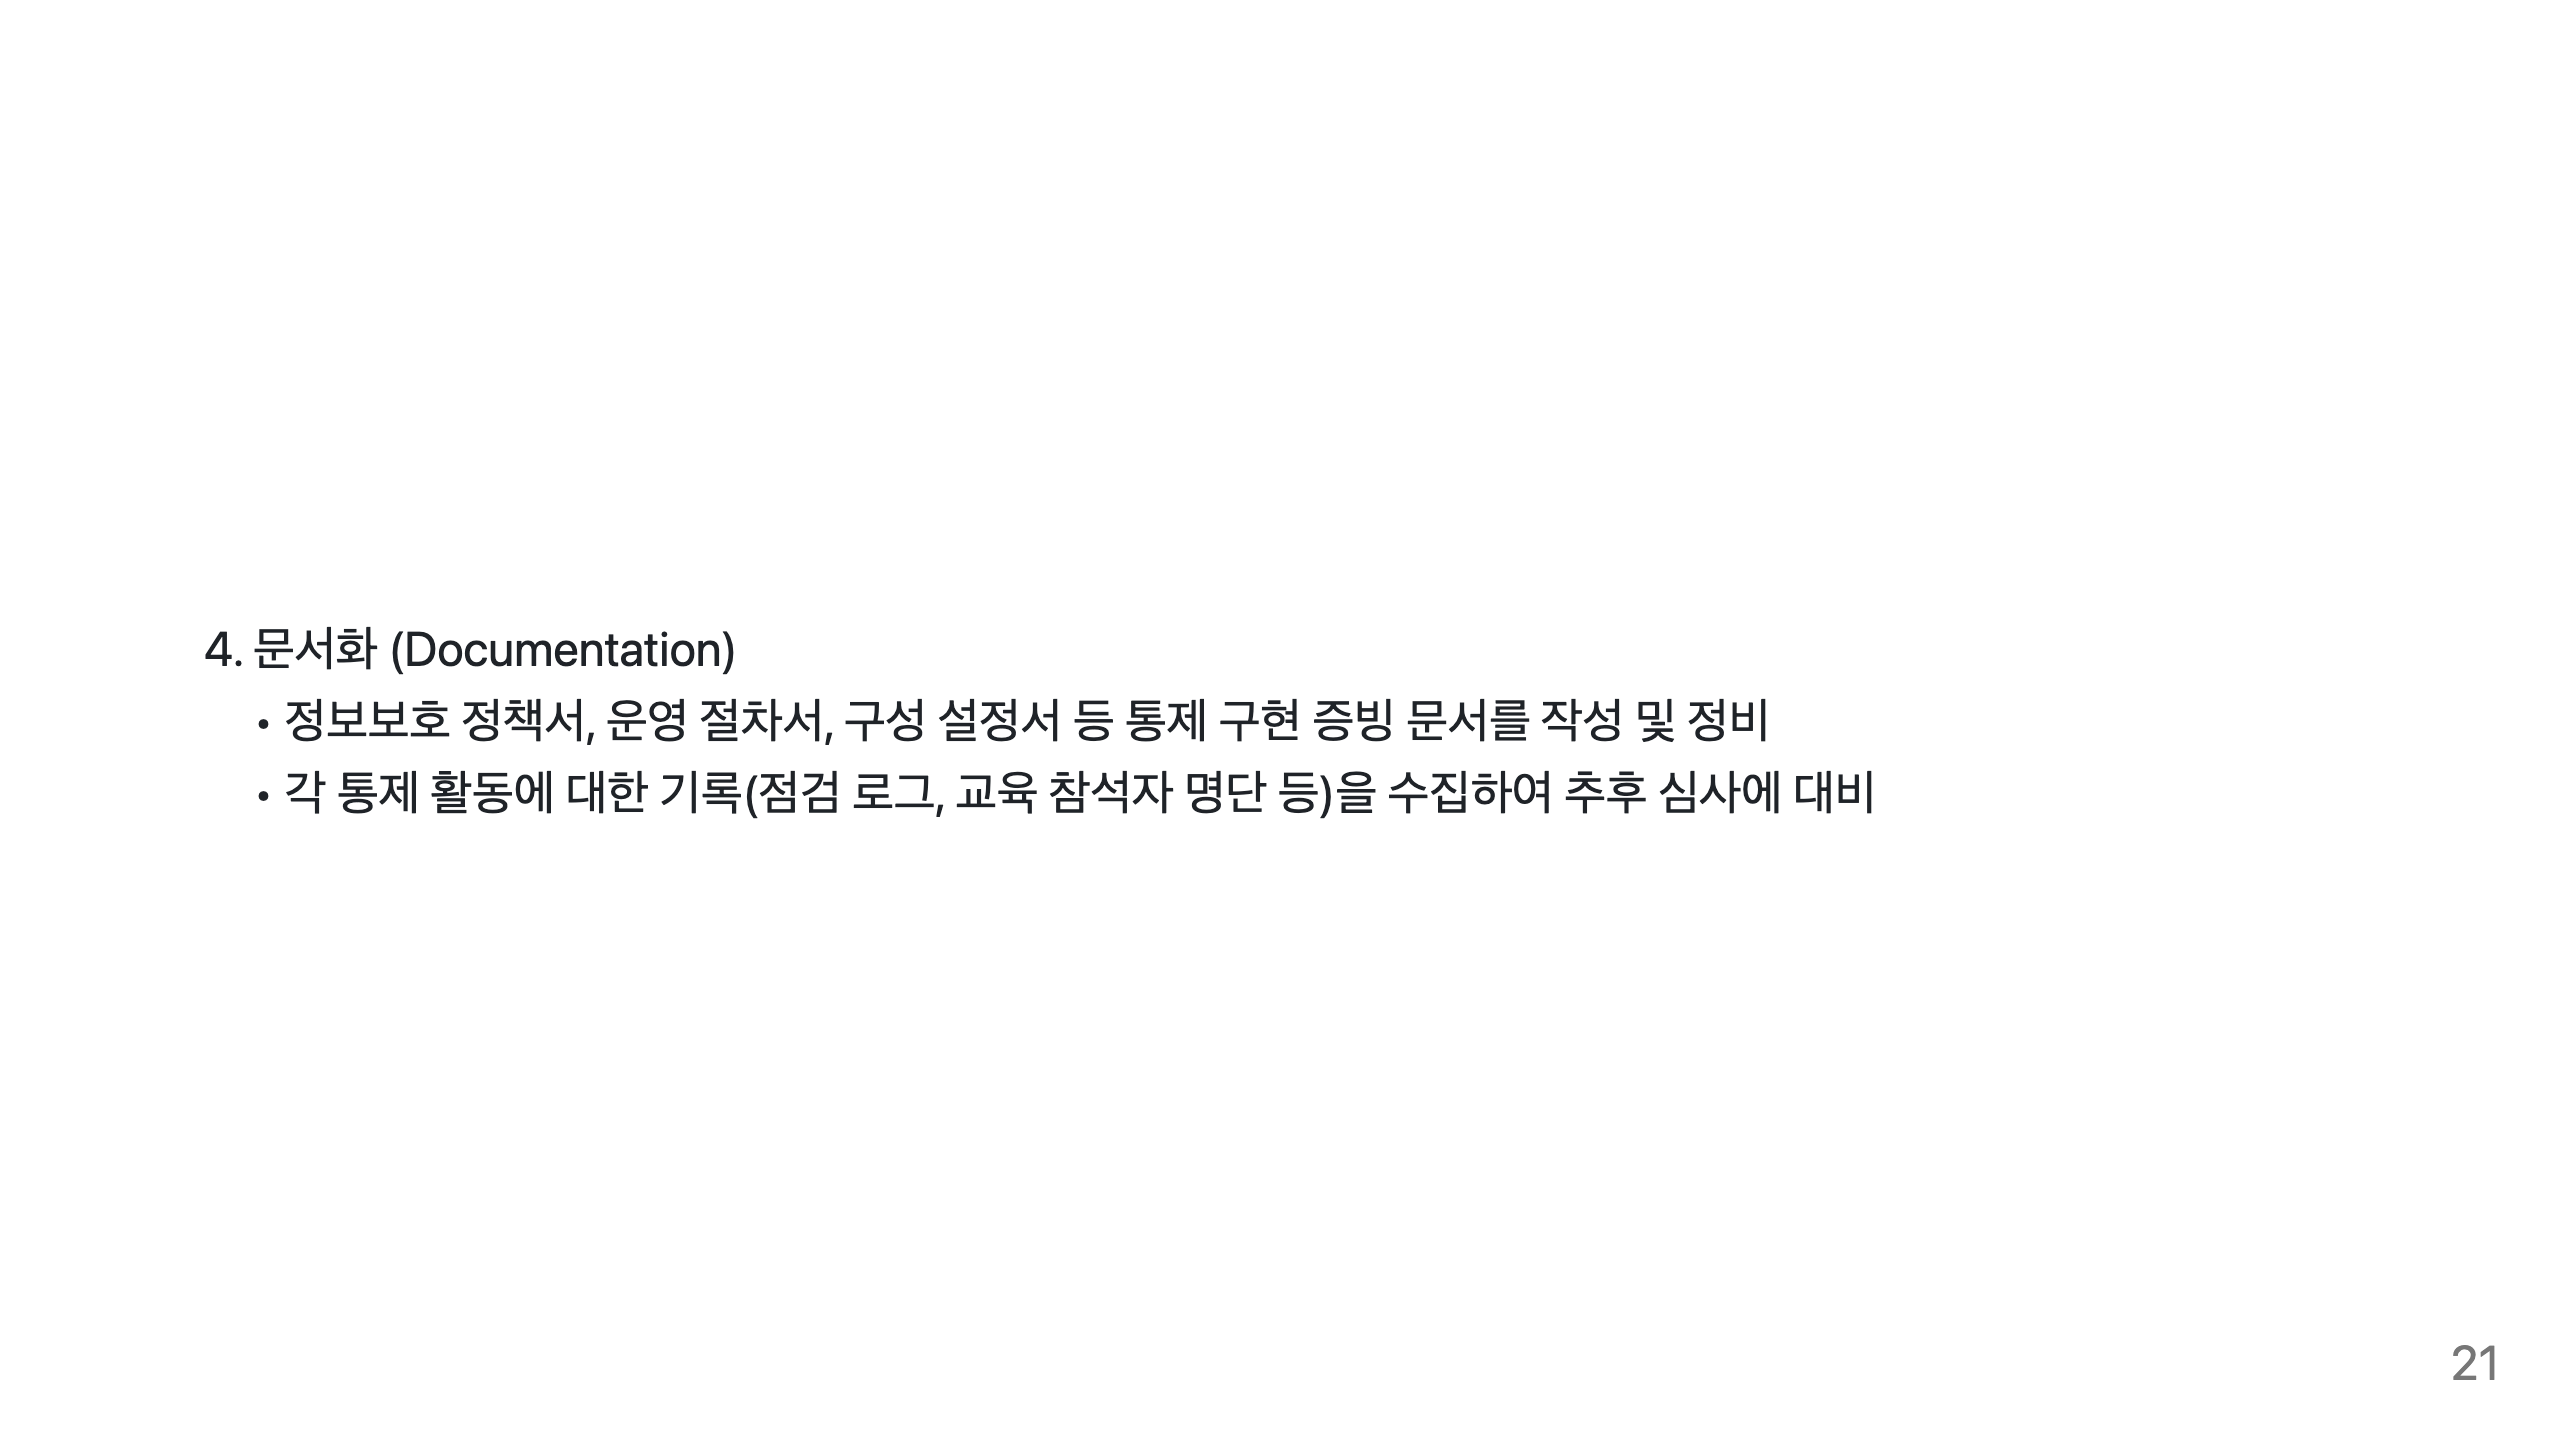 4. 문서화 (Documentation)
• 정보보호 정책서, 운영 절차서, 구성 설정서 등 통제 구현 증빙 문서를 작성 및 정비
• 각 통제 활동에 대한 기록(점검 로그, 교육 참석자 명단 등)을 수집하여 추후 심사에 대비
21